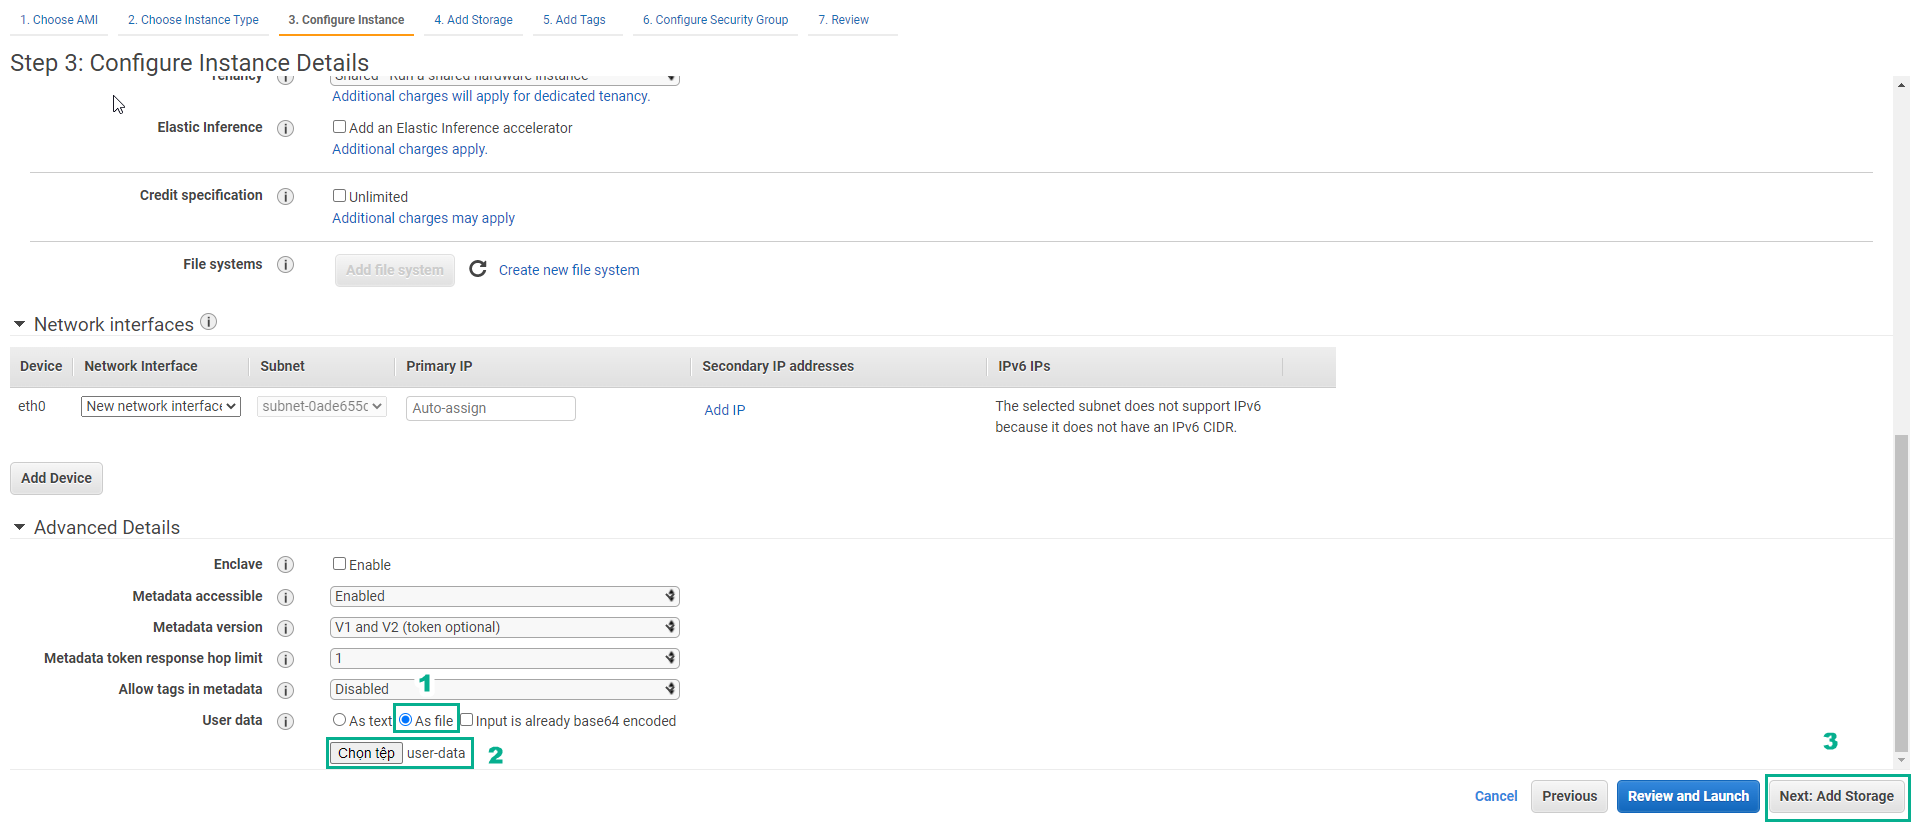 1. Choose AMI 2. Choose Instance Type 3. Configure Instance 4. Add Storage 5. Add Tags 6. Configure Security Group 7. Review
Step 3: Configure Instance Details
Tenancy i Shared - Run a shared hardware instance
Additional charges will apply for dedicated tenancy.
Elastic Inference i Add an Elastic Inference accelerator
Additional charges apply.
Credit specification i Unlimited
Additional charges may apply
File systems i Add file system Create new file system
Network interfaces i
Device Network Interface Subnet Primary IP Secondary IP addresses IPv6 IPs
eth0 New network interface subnet-0ade655c Auto-assign Add IP The selected subnet does not support IPv6
because it does not have an IPv6 CIDR.
Add Device
Advanced Details
Enclave i Enable
Metadata accessible i Enabled
Metadata version i V1 and V2 (token optional)
Metadata token response hop limit i 1
Allow tags in metadata i Disabled 1
User data i As text As file Input is already base64 encoded
Chọn tệp user-data 2
3
Cancel Previous Review and Launch Next: Add Storage